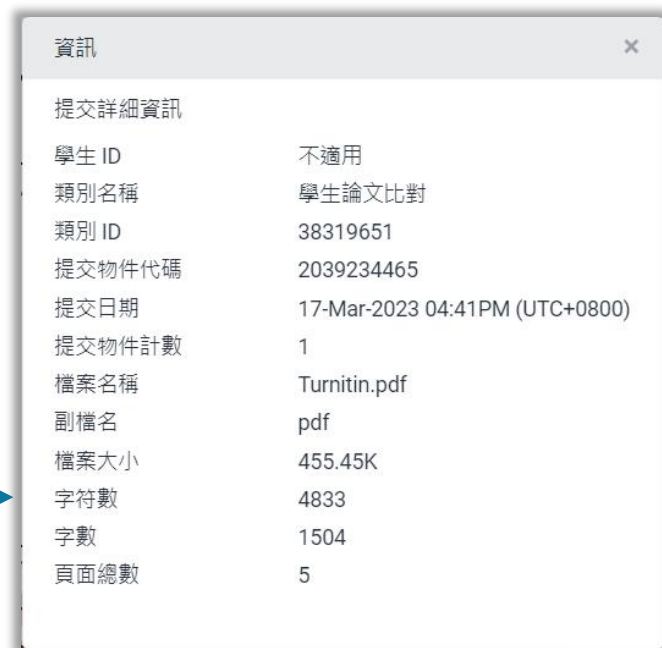 資訊 ×
提交詳細資訊
學生 ID 不適用
類別名稱 學生論文比對
類別 ID 38319651
提交物件代碼 2039234465
提交日期 17-Mar-2023 04:41PM (UTC+0800)
提交物件計數 1
檔案名稱 Turnitin.pdf
副檔名 pdf
檔案大小 455.45K
字符數 4833
字數 1504
頁面總數 5